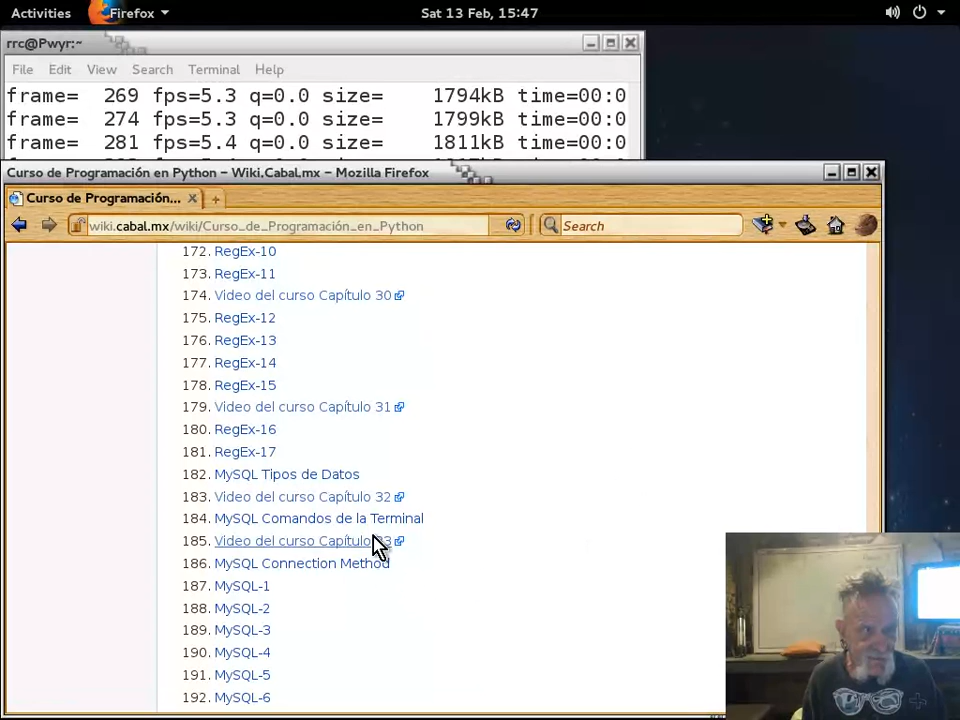 Activities Firefox Sat 13 Feb, 15:47
rrc@Pwyr:~
File Edit View Search Terminal Help
frame= 269 fps=5.3 q=0.0 size= 1794kB time=00:0
frame= 274 fps=5.3 q=0.0 size= 1799kB time=00:0
frame= 281 fps=5.4 q=0.0 size= 1811kB time=00:0
Curso de Programación en Python – Wiki.Cabal.mx – Mozilla Firefox
Curso de Programación...
wiki.cabal.mx/wiki/Curso_de_Programación_en_Python Search
172. RegEx-10
173. RegEx-11
174. Video del curso Capítulo 30
175. RegEx-12
176. RegEx-13
177. RegEx-14
178. RegEx-15
179. Video del curso Capítulo 31
180. RegEx-16
181. RegEx-17
182. MySQL Tipos de Datos
183. Video del curso Capítulo 32
184. MySQL Comandos de la Terminal
185. Video del curso Capítulo 33
186. MySQL Connection Method
187. MySQL-1
188. MySQL-2
189. MySQL-3
190. MySQL-4
191. MySQL-5
192. MySQL-6